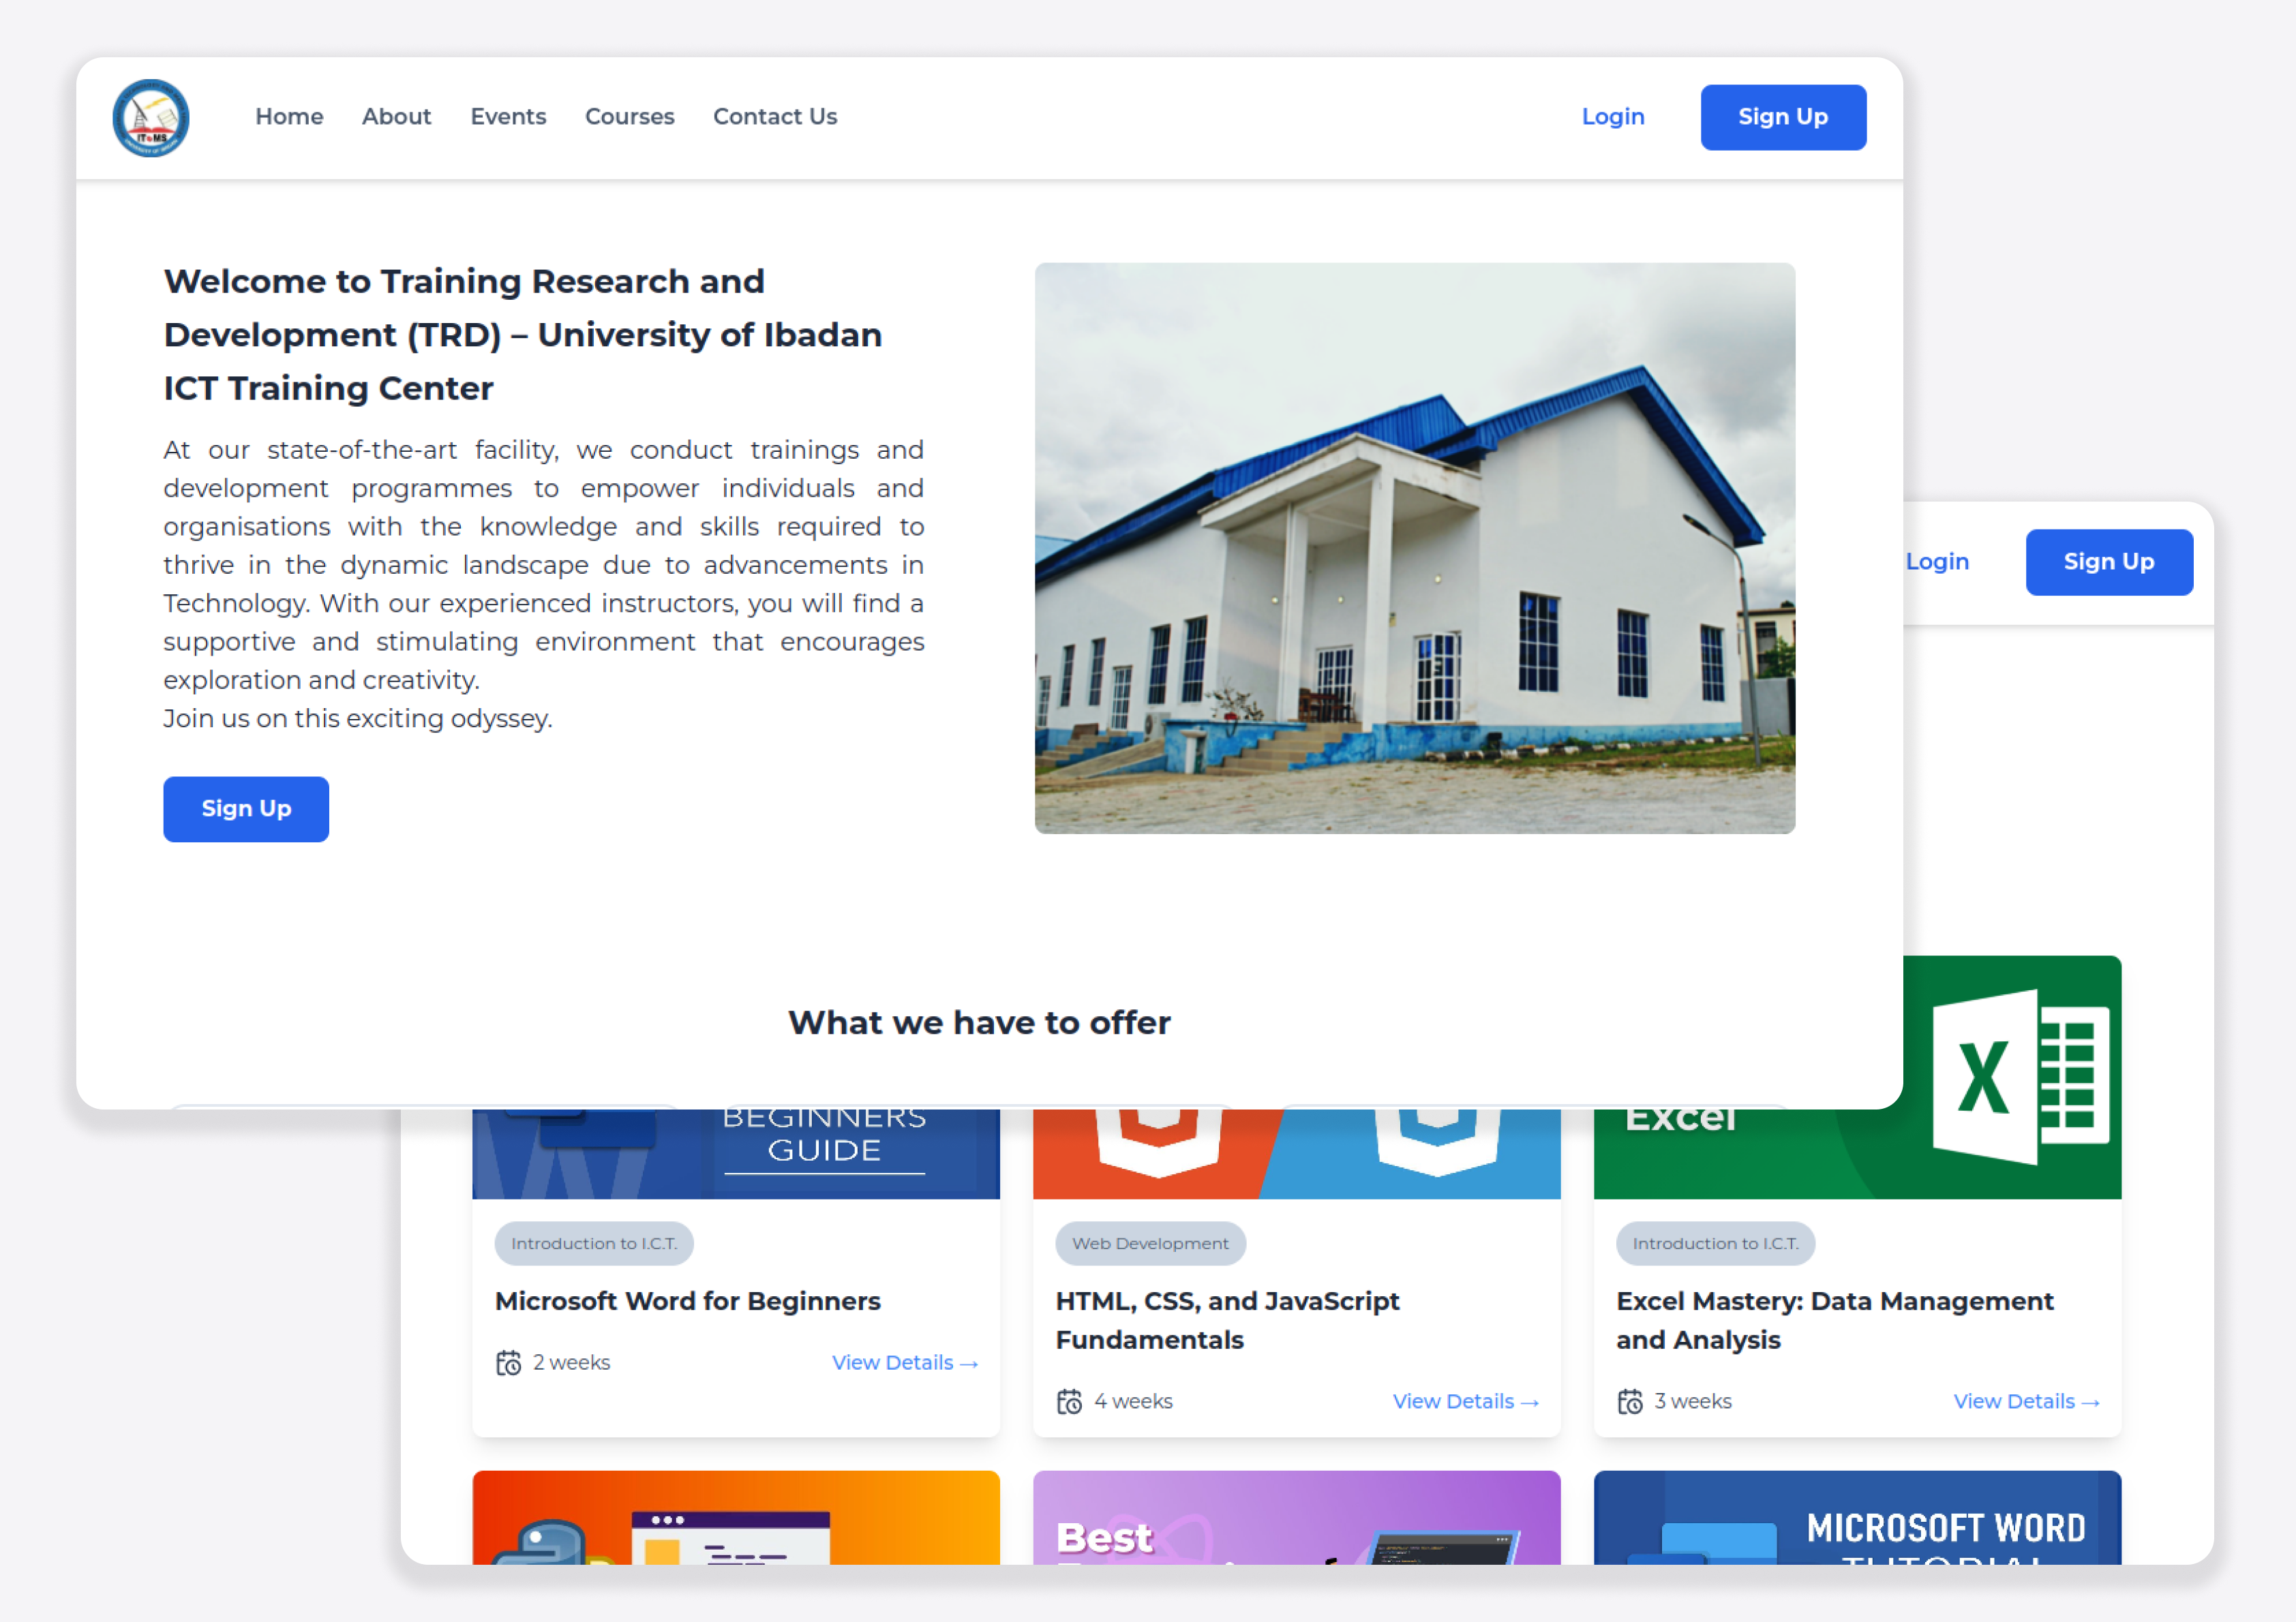 Home About Events Courses Contact Us Login Sign Up
ITeMS
Welcome to Training Research and
Development (TRD) – University of Ibadan
ICT Training Center
At our state-of-the-art facility, we conduct trainings and
development programmes to empower individuals and
organisations with the knowledge and skills required to
thrive in the dynamic landscape due to advancements in
Technology. With our experienced instructors, you will find a
supportive and stimulating environment that encourages
exploration and creativity.
Join us on this exciting odyssey.
Sign Up
What we have to offer
Login Sign Up
BEGINNERS
GUIDE
Excel
X
Introduction to I.C.T.
Microsoft Word for Beginners
2 weeks View Details →
Web Development
HTML, CSS, and JavaScript
Fundamentals
4 weeks View Details →
Introduction to I.C.T.
Excel Mastery: Data Management
and Analysis
3 weeks View Details →
Best
MICROSOFT WORD
TUTORIAL